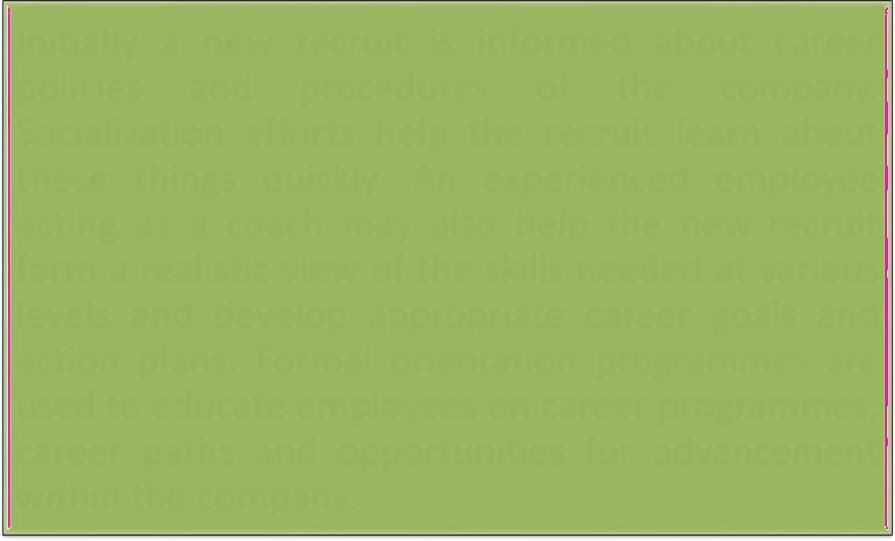 Initially a new recruit is informed about career
policies and procedures of the company.
Socialization efforts help the recruit learn about
these things quickly. An experienced employee
acting as a coach may also help the new recruit
form a realistic view of the skills needed at various
levels and develop appropriate career goals and
action plans. Formal orientation programmes are
used to educate employees on career programmes,
career paths and opportunities for advancement
within the company.